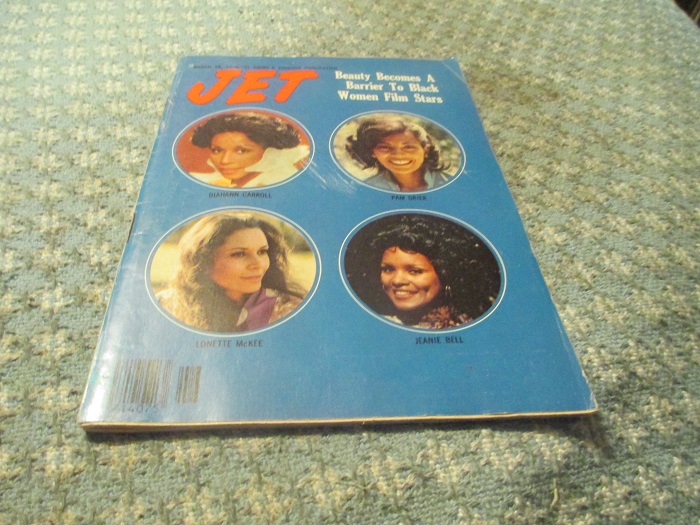 JET
Beauty Becomes A
Barrier To Black
Women Film Stars
DIAHANN CARROLL
PAM GRIER
LONETTE McKEE
JEANIE BELL